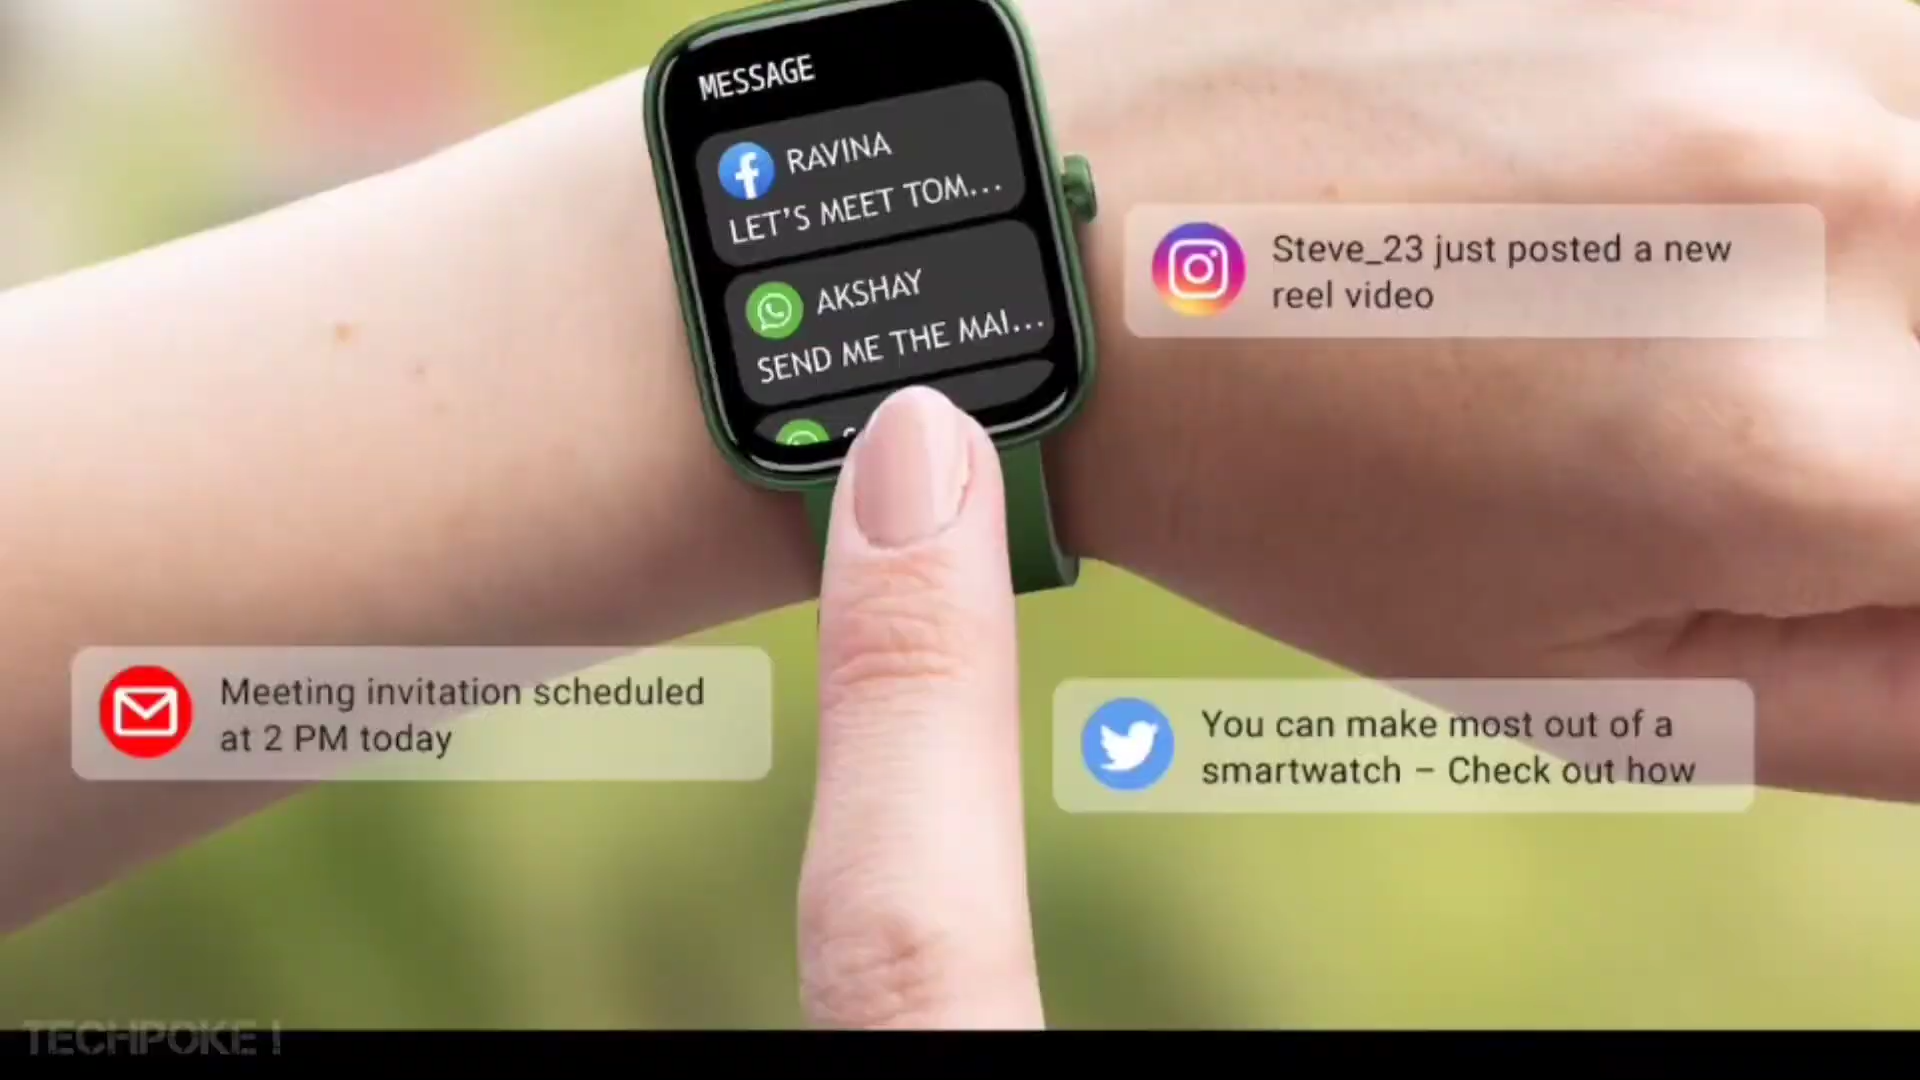 MESSAGE
RAVINA
LET'S MEET TOM...
AKSHAY
SEND ME THE MAI...
Steve_23 just posted a new
reel video
Meeting invitation scheduled
at 2 PM today
You can make most out of a
smartwatch – Check out how
TECHPOKE !